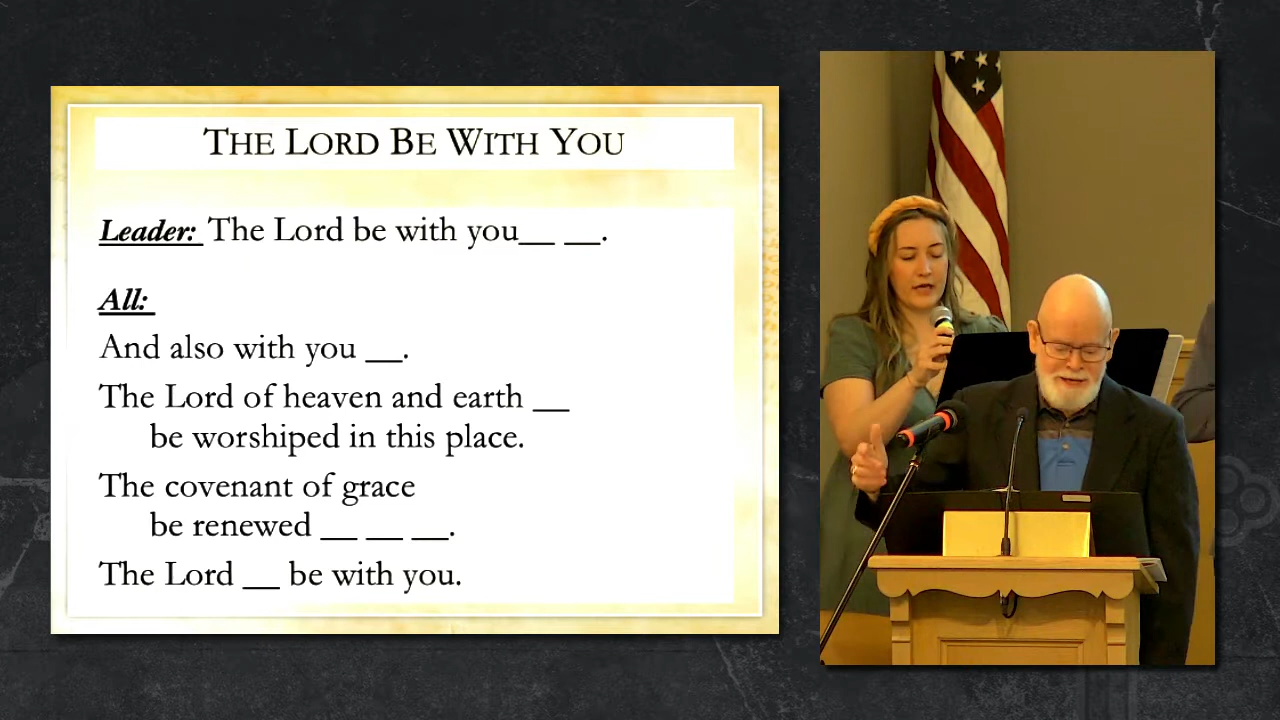 THE LORD BE WITH YOU
Leader: The Lord be with you__ __.
All:
And also with you __.
The Lord of heaven and earth __
be worshiped in this place.
The covenant of grace
be renewed __ __ __.
The Lord __ be with you.